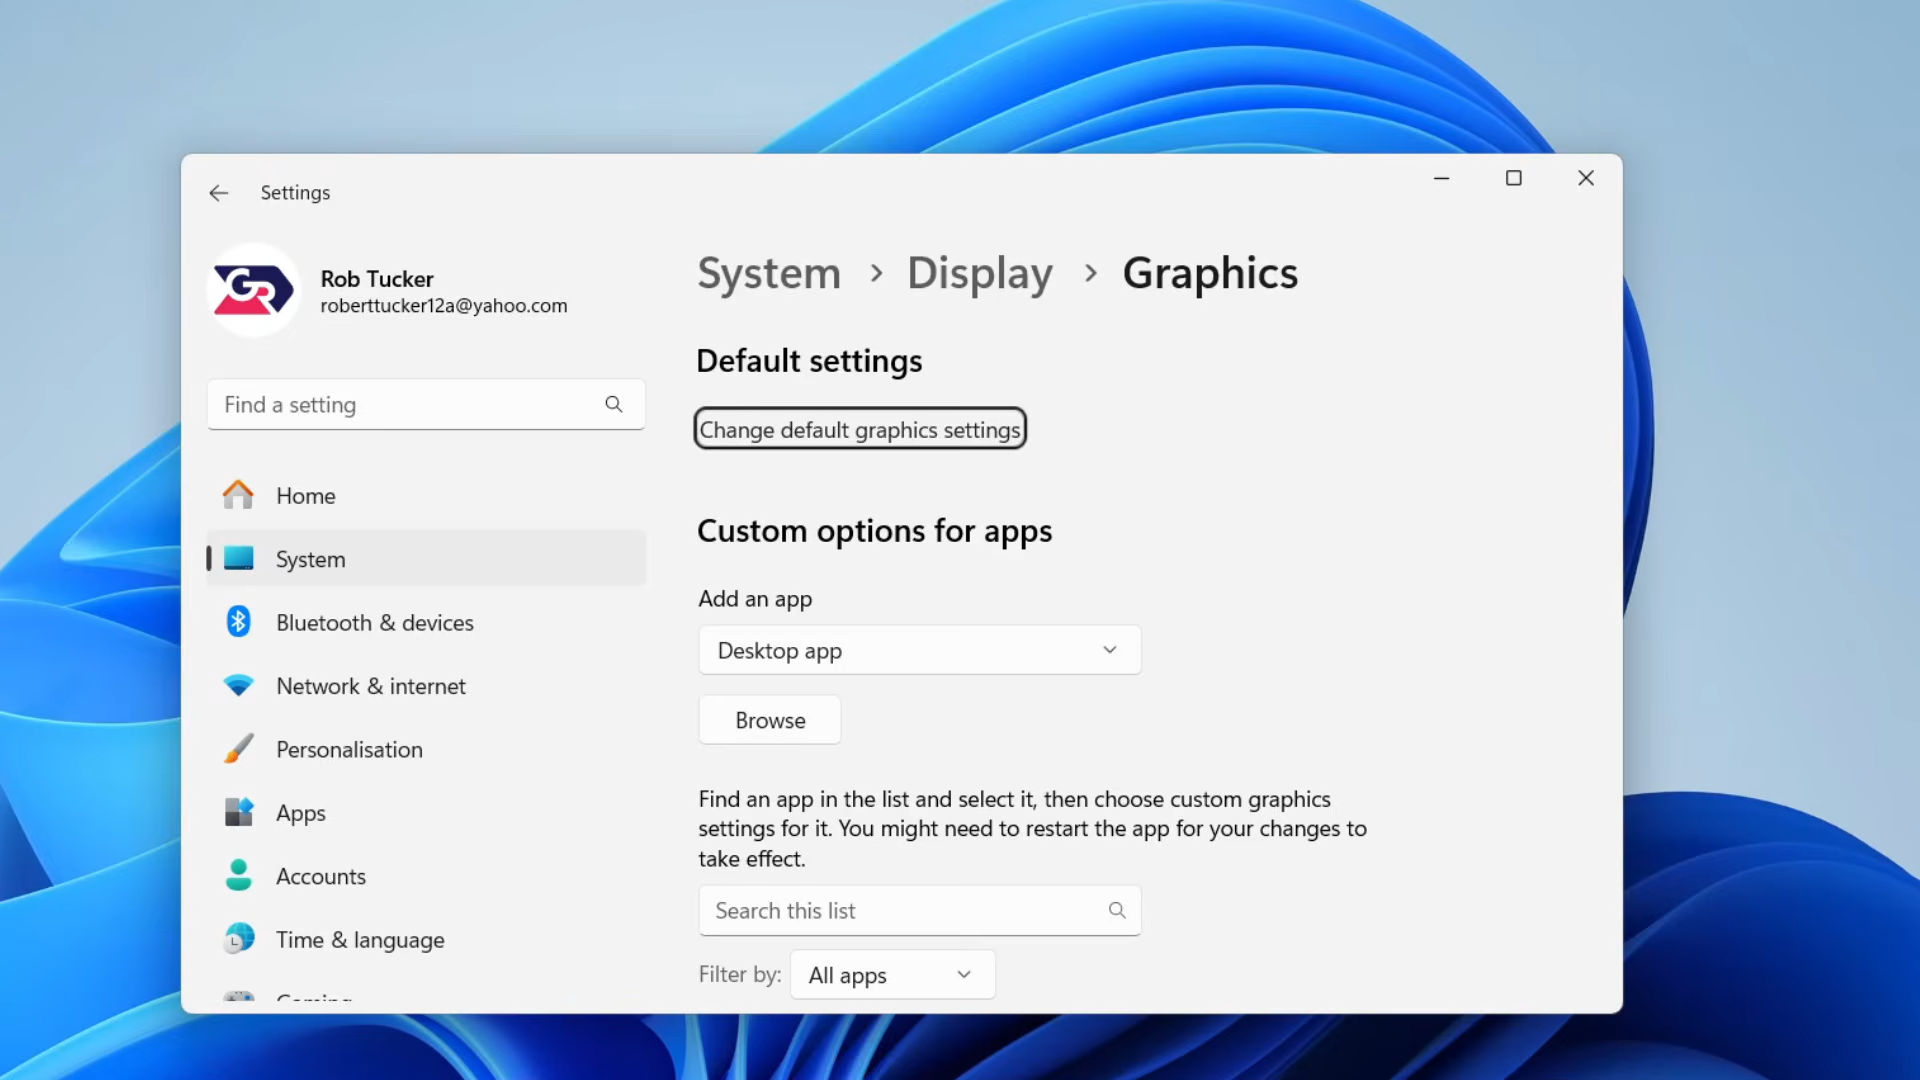 Settings
Rob Tucker
roberttucker12a@yahoo.com
GR
Find a setting
Home
System
Bluetooth & devices
Network & internet
Personalisation
Apps
Accounts
Time & language
Gaming
System > Display > Graphics
Default settings
Change default graphics settings
Custom options for apps
Add an app
Desktop app
Browse
Find an app in the list and select it, then choose custom graphics
settings for it. You might need to restart the app for your changes to
take effect.
Search this list
Filter by: All apps